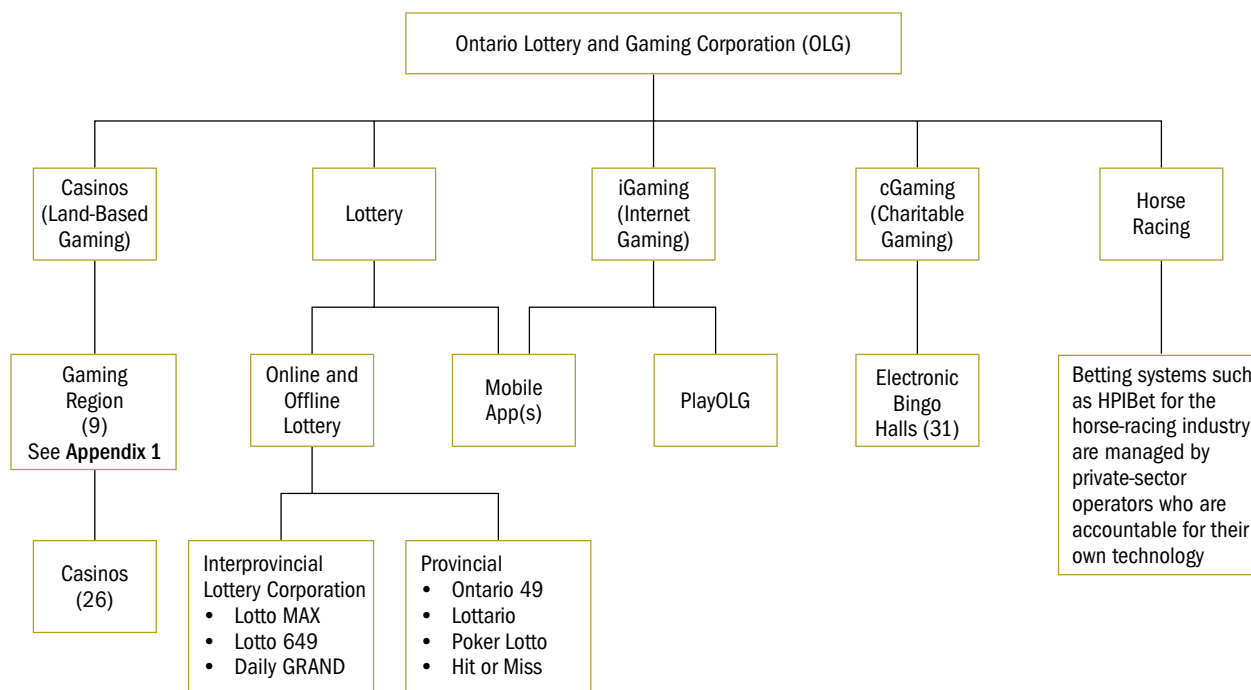 Ontario Lottery and Gaming Corporation (OLG)
Casinos
(Land-Based
Gaming)
Lottery
iGaming
(Internet
Gaming)
cGaming
(Charitable
Gaming)
Horse
Racing
Gaming
Region
(9)
See Appendix 1
Online and
Offline
Lottery
Mobile
App(s)
PlayOLG
Electronic
Bingo
Halls (31)
Betting systems such
as HPIBet for the
horse-racing industry
are managed by
private-sector
operators who are
accountable for their
own technology
Casinos
(26)
Interprovincial
Lottery Corporation
• Lotto MAX
• Lotto 649
• Daily GRAND
Provincial
• Ontario 49
• Lottario
• Poker Lotto
• Hit or Miss